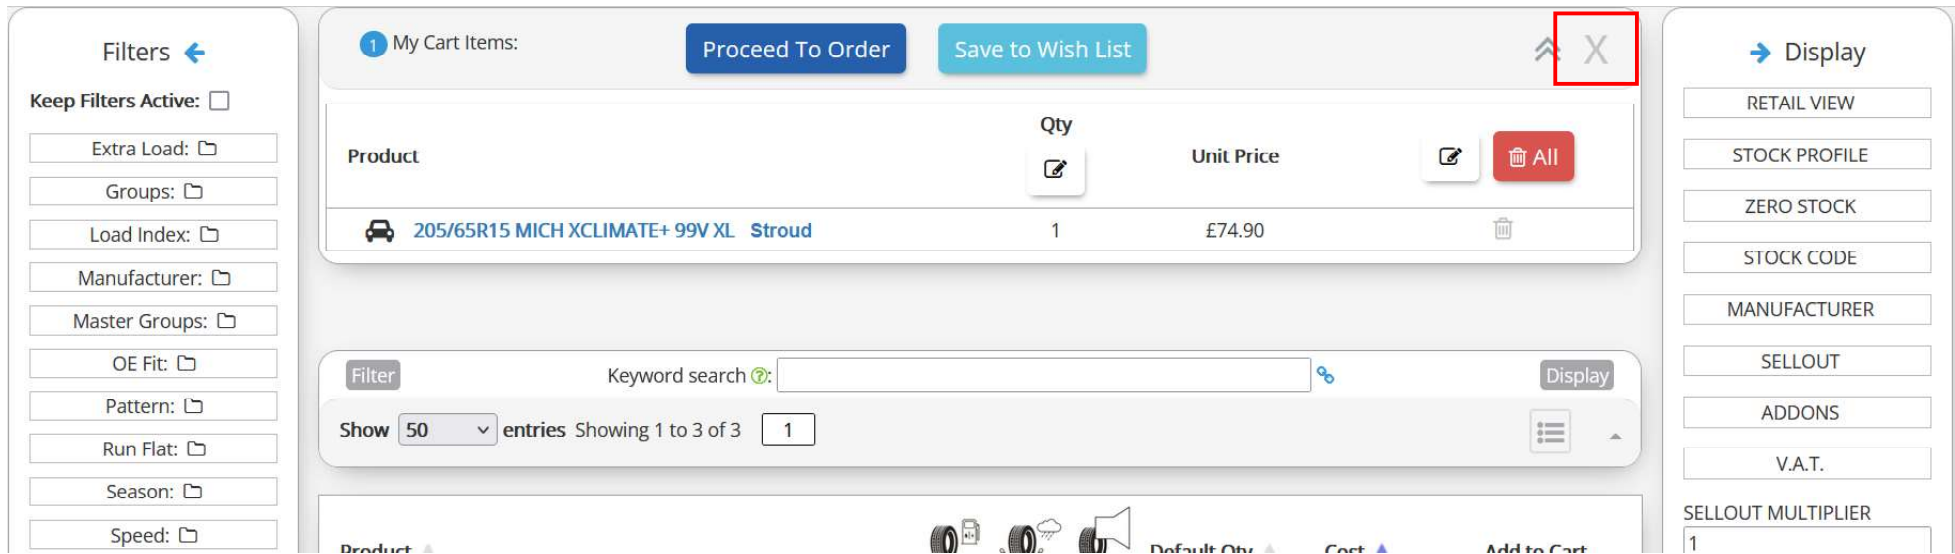 Filters
Keep Filters Active:
Extra Load:
Groups:
Load Index:
Manufacturer:
Master Groups:
OE Fit:
Pattern:
Run Flat:
Season:
Speed:
1 My Cart Items:
Proceed To Order
Save to Wish List
X
Product
Qty
Unit Price
All
205/65R15 MICH XCLIMATE+ 99V XL Stroud
1
£74.90
Filter
Keyword search ?:
Display
Show 50 entries Showing 1 to 3 of 3 1
Product
Default Qty
Cost
Add to Cart
Display
RETAIL VIEW
STOCK PROFILE
ZERO STOCK
STOCK CODE
MANUFACTURER
SELLOUT
ADDONS
V.A.T.
SELLOUT MULTIPLIER
1